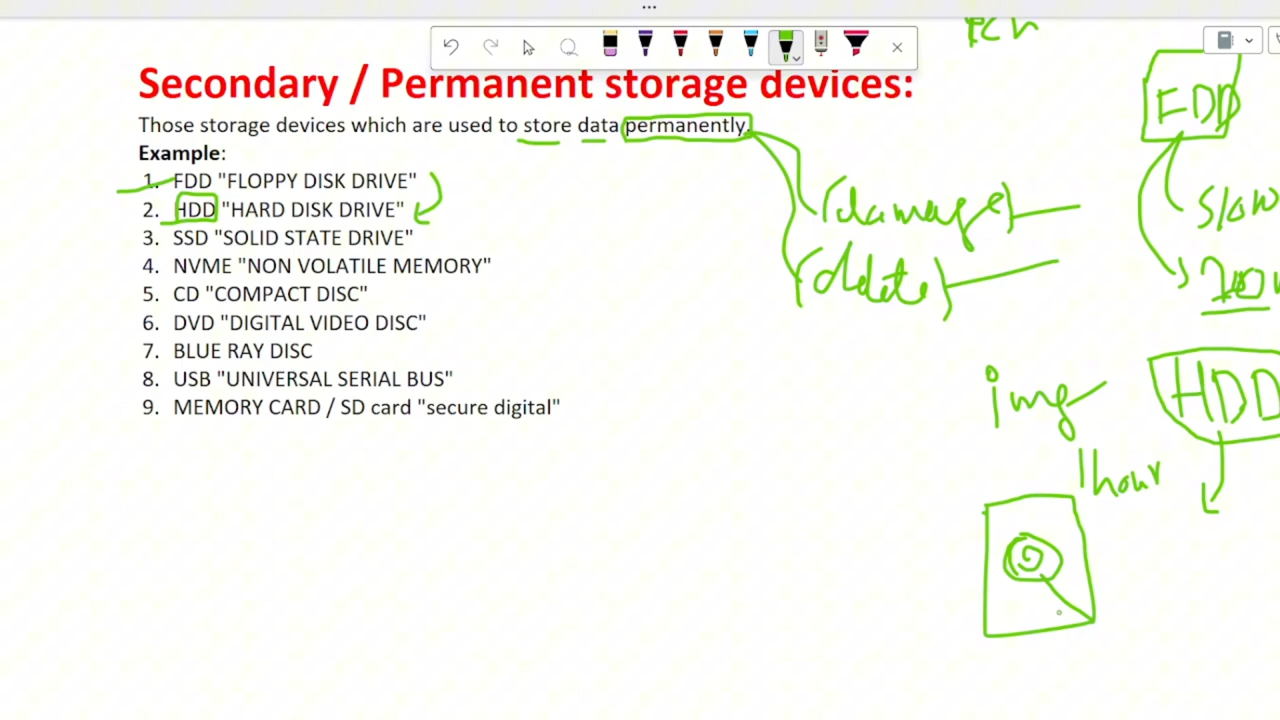 Secondary / Permanent storage devices:
Those storage devices which are used to store data permanently.
Example:
1. FDD "FLOPPY DISK DRIVE"
2. HDD "HARD DISK DRIVE"
3. SSD "SOLID STATE DRIVE"
4. NVME "NON VOLATILE MEMORY"
5. CD "COMPACT DISC"
6. DVD "DIGITAL VIDEO DISC"
7. BLUE RAY DISC
8. USB "UNIVERSAL SERIAL BUS"
9. MEMORY CARD / SD card "secure digital"
FDD
(damage)
slow
img
HDD
1hour